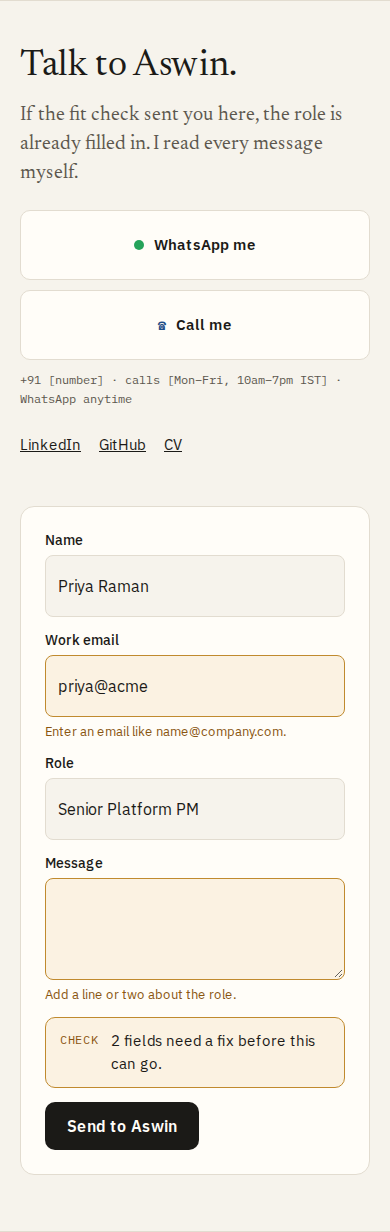 Talk to Aswin.
If the fit check sent you here, the role is
already filled in. I read every message
myself.
WhatsApp me
☎ Call me
+91 [number] · calls [Mon–Fri, 10am–7pm IST] ·
WhatsApp anytime
LinkedIn GitHub CV
Name
Priya Raman
Work email
priya@acme
Enter an email like name@company.com.
Role
Senior Platform PM
Message
Add a line or two about the role.
CHECK 2 fields need a fix before this
can go.
Send to Aswin